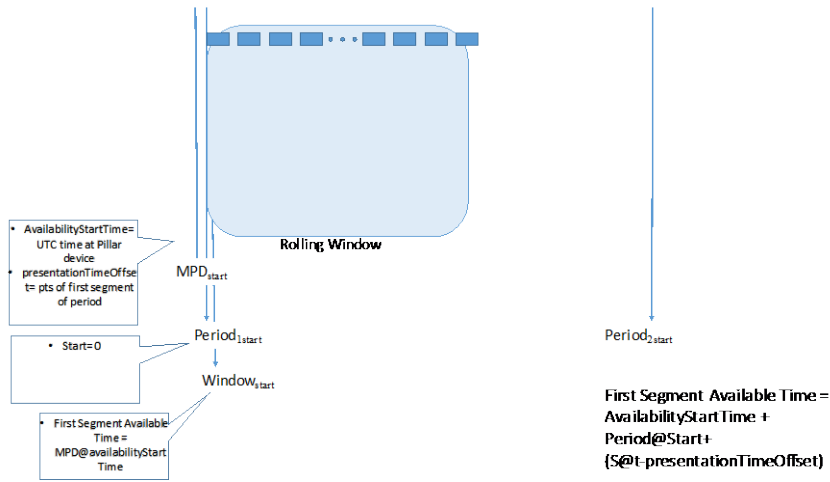 Rolling Window
• AvailabilityStartTime=
UTC time at Pillar
device
• presentationTimeOffse
t= pts of first segment
of period
MPDstart
Period1start
Period2start
• Start=0
Windowstart
• First Segment Available
Time =
MPD@availabilityStart
Time
First Segment Available Time =
AvailabilityStartTime +
Period@Start+
(S@t-presentationTimeOffset)